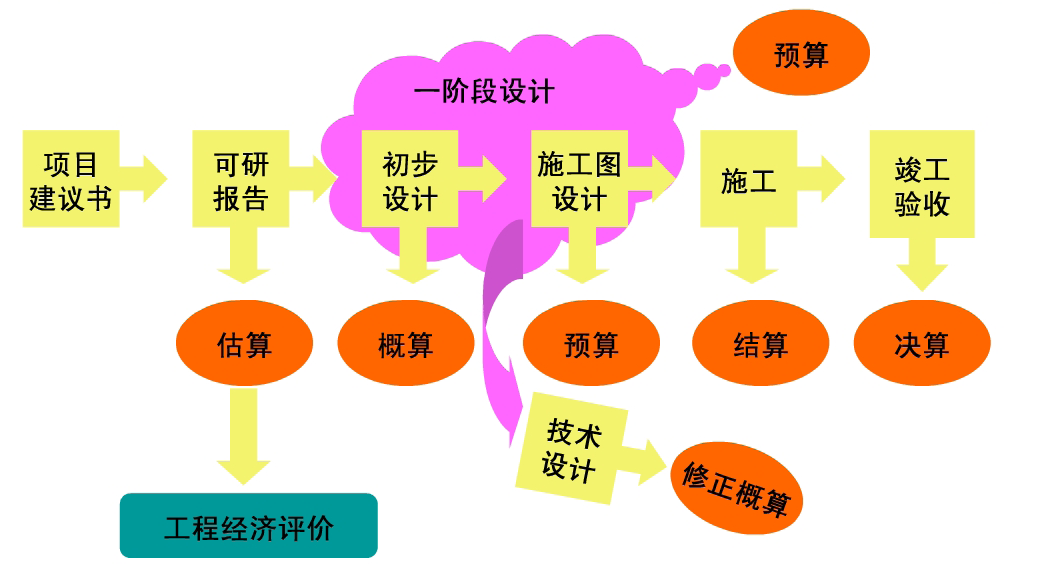 预算
一阶段设计
项目
建议书
可研
报告
初步
设计
施工图
设计
施工
竣工
验收
估算
概算
预算
结算
决算
技术
设计
修正概算
工程经济评价